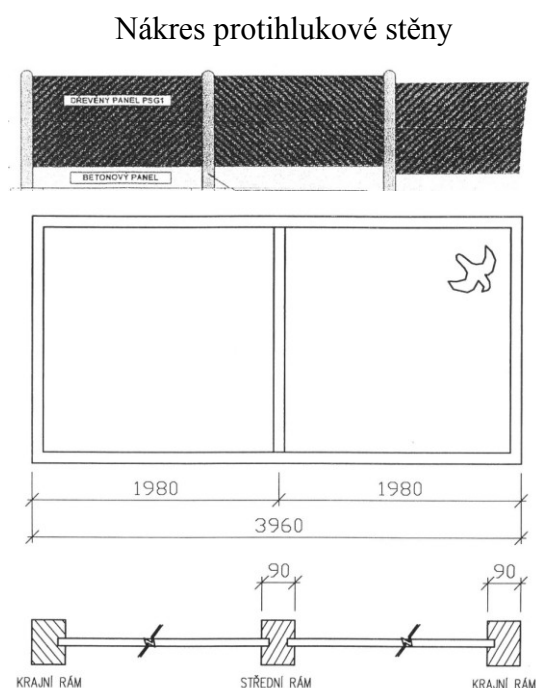 Nákres protihlukové stěny
DŘEVĚNÝ PANEL PSG1
BETONOVÝ PANEL
1980 1980
3960
90 90
KRAJNÍ RÁM STŘEDNÍ RÁM KRAJNÍ RÁM